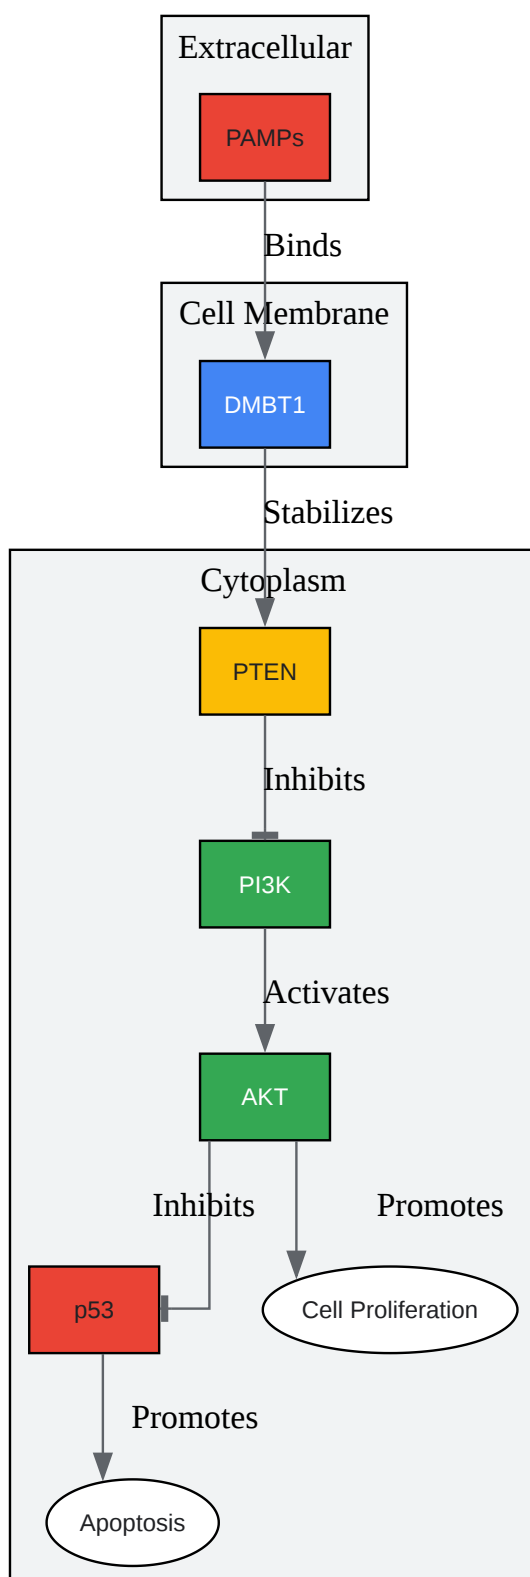 Extracellular
PAMPs
Binds
Cell Membrane
DMBT1
Stabilizes
Cytoplasm
PTEN
Inhibits
PI3K
Activates
AKT
Inhibits
Promotes
p53
Cell Proliferation
Promotes
Apoptosis